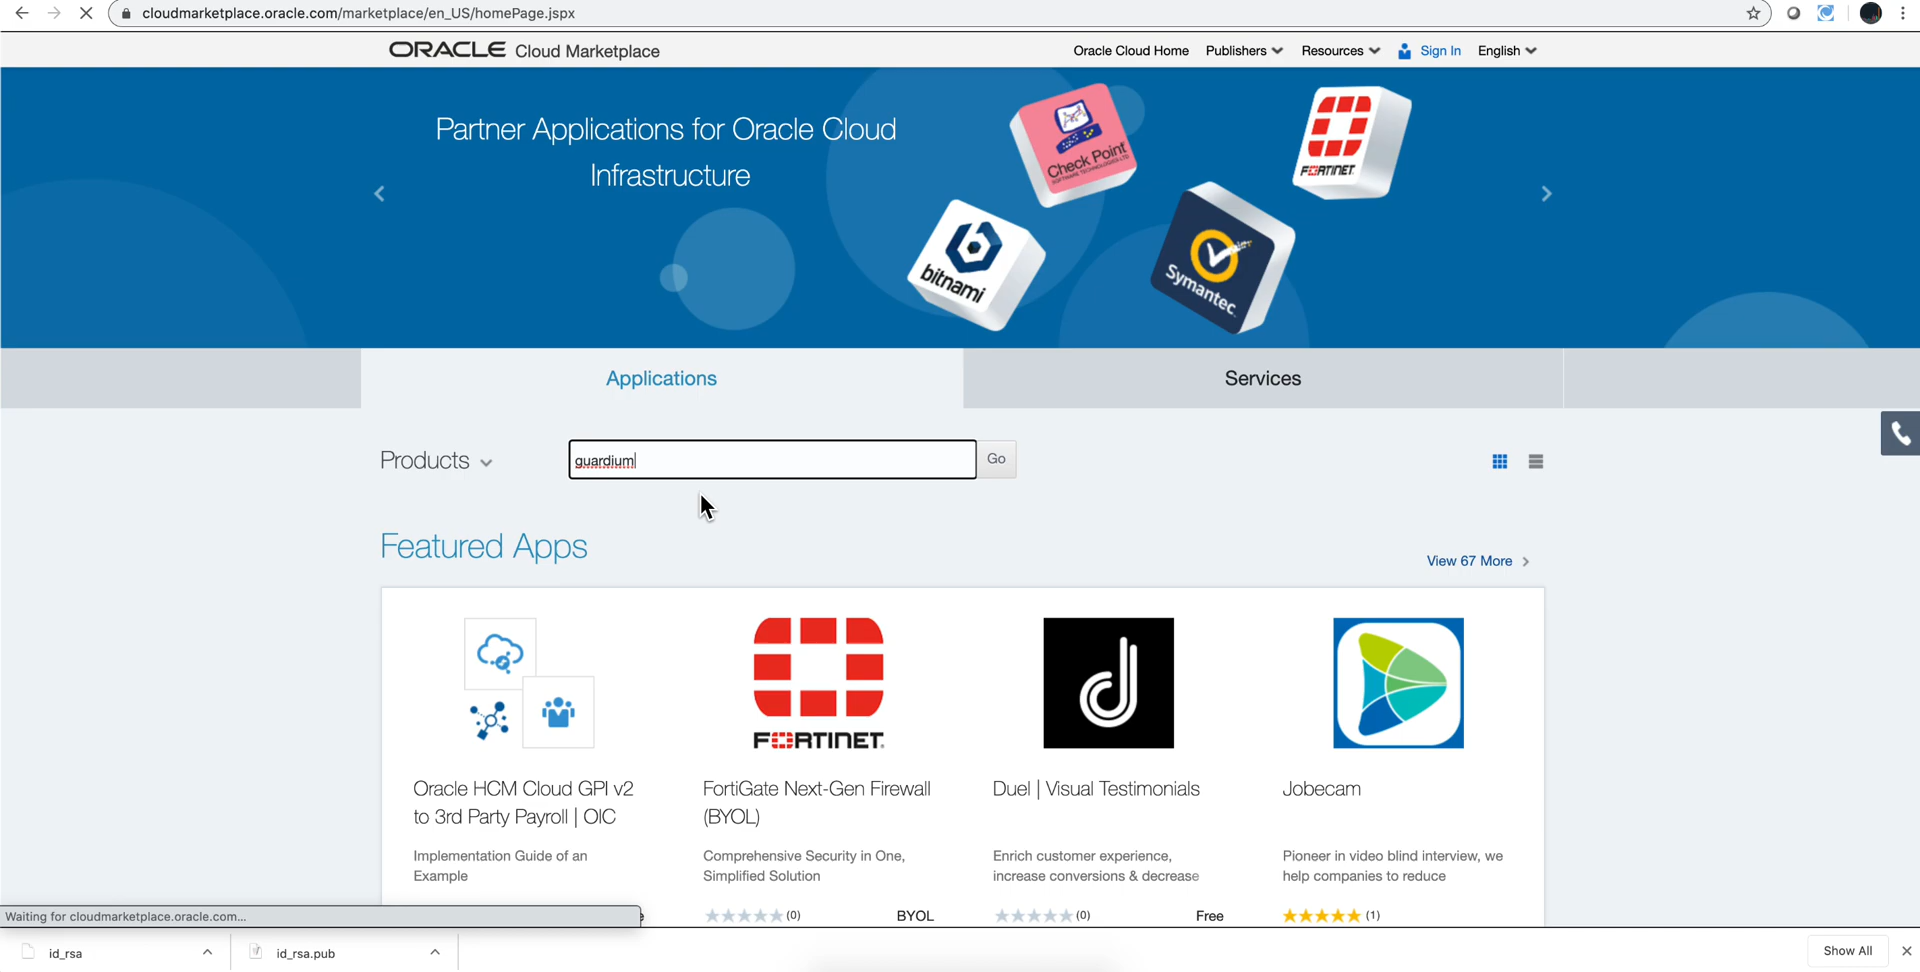 cloudmarketplace.oracle.com/marketplace/en_US/homePage.jspx
ORACLE Cloud Marketplace
Oracle Cloud Home
Publishers
Resources
Sign In
English
Partner Applications for Oracle Cloud
Infrastructure
Check Point
SOFTWARE TECHNOLOGIES LTD
FORTINET
bitnami
Symantec
Applications
Services
Products
guardium
Go
Featured Apps
View 67 More
FORTINET
Oracle HCM Cloud GPI v2
to 3rd Party Payroll | OIC
Implementation Guide of an
Example
FortiGate Next-Gen Firewall
(BYOL)
Comprehensive Security in One,
Simplified Solution
(0) BYOL
Duel | Visual Testimonials
Enrich customer experience,
increase conversions & decrease
(0) Free
Jobecam
Pioneer in video blind interview, we
help companies to reduce
(1)
Waiting for cloudmarketplace.oracle.com...
id_rsa
id_rsa.pub
Show All